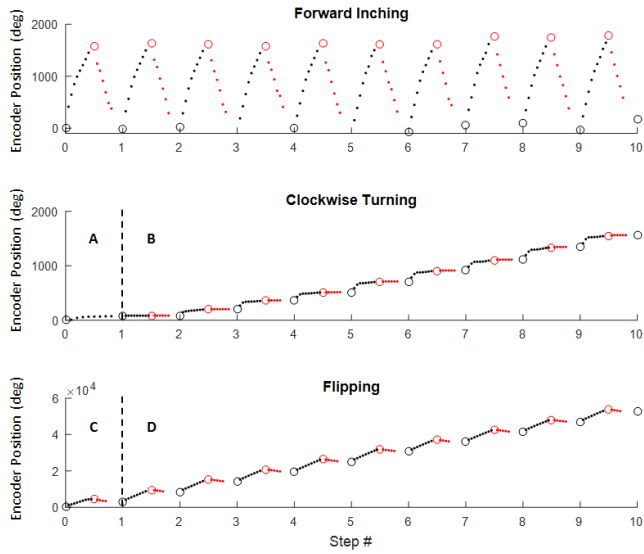 Forward Inching
Encoder Position (deg)
2000
1000
0
0 1 2 3 4 5 6 7 8 9 10
Clockwise Turning
Encoder Position (deg)
2000
1000
0
A B
0 1 2 3 4 5 6 7 8 9 10
Flipping
Encoder Position (deg)
× 10⁴
6
4
2
0
C D
0 1 2 3 4 5 6 7 8 9 10
Step #